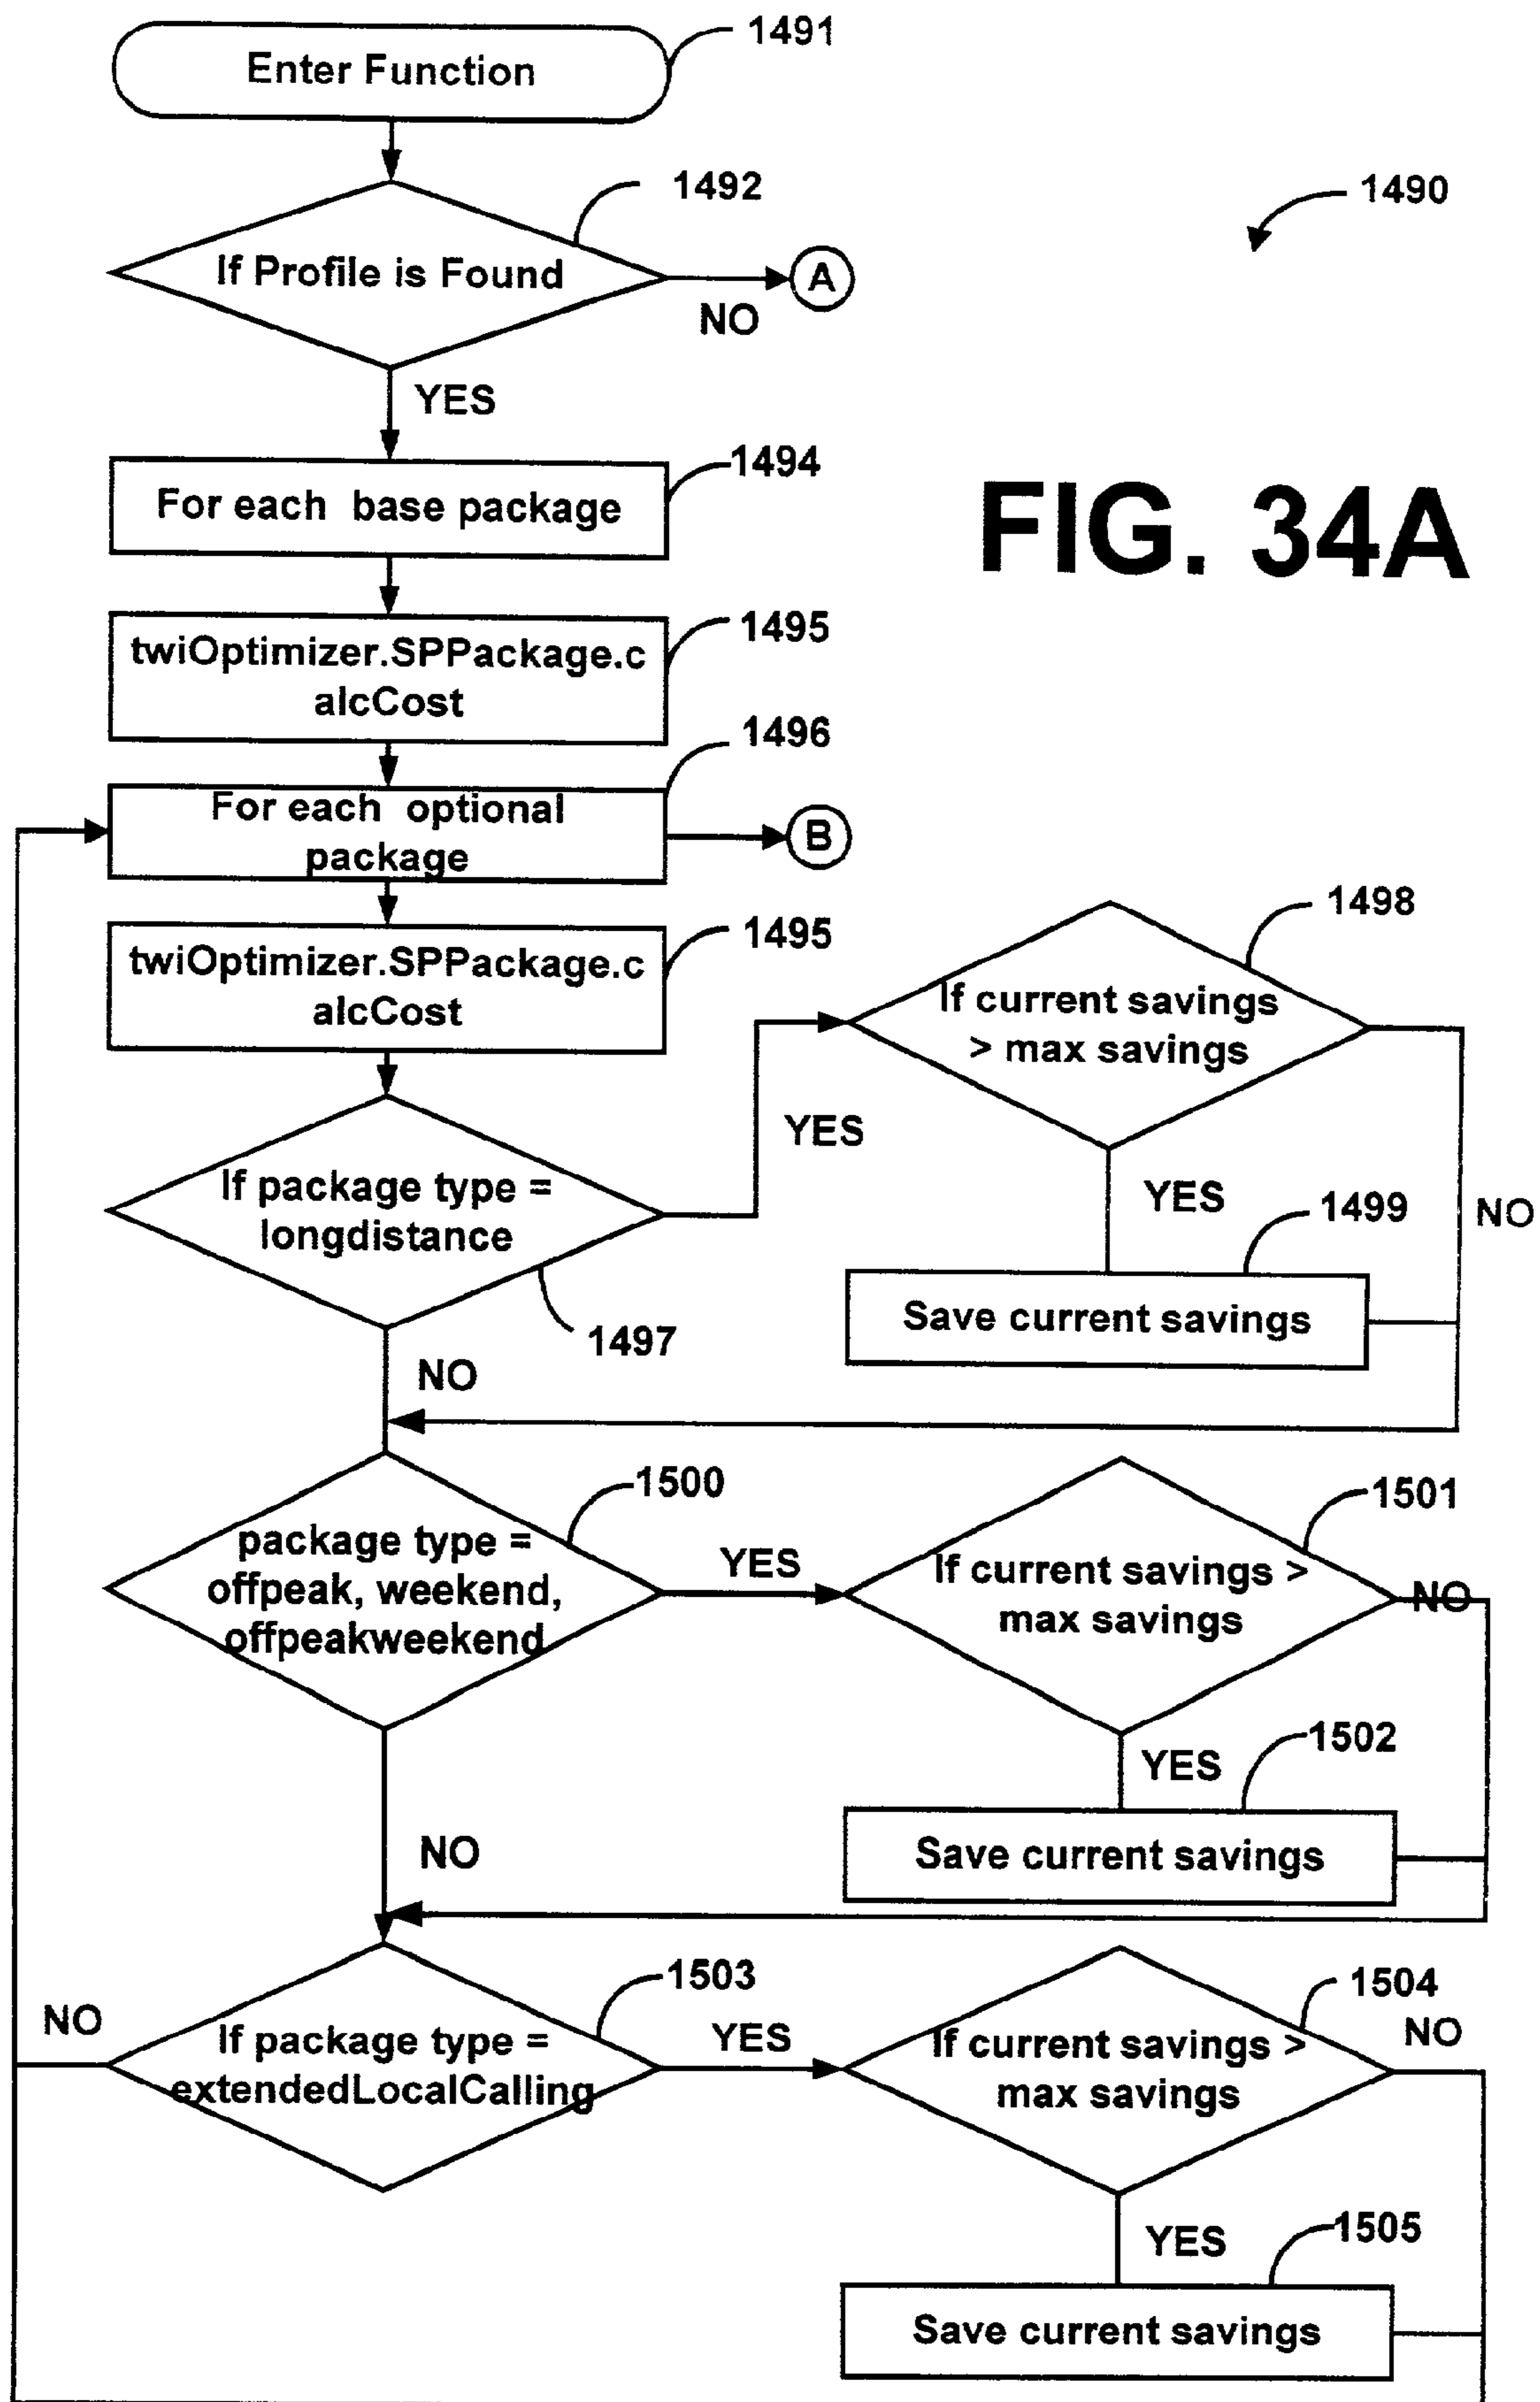 1491
Enter Function
1492
1490
If Profile is Found
A
NO
YES
1494
For each base package
FIG. 34A
1495
twiOptimizer.SPPackage.c
alcCost
1496
For each optional
package
B
1495
twiOptimizer.SPPackage.c
alcCost
1498
If current savings
> max savings
YES
If package type =
longdistance
YES
1499
NO
Save current savings
1497
NO
1500
package type =
offpeak, weekend,
offpeakweekend
YES
1501
If current savings >
max savings
NO
YES
1502
Save current savings
NO
1503
NO
If package type =
extendedLocalCalling
YES
1504
If current savings >
max savings
NO
YES
1505
Save current savings